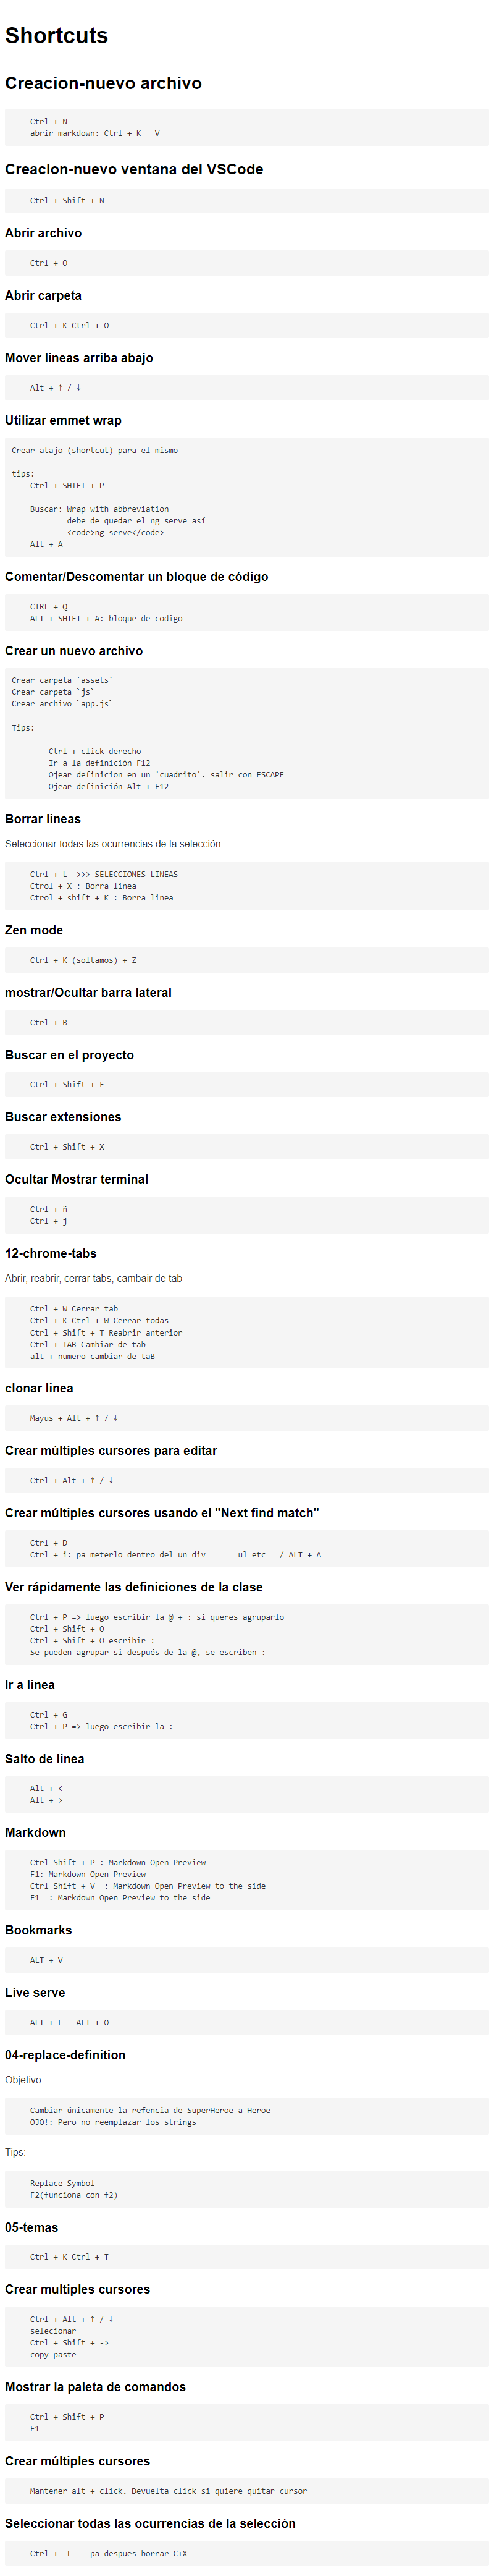 Shortcuts
Creacion-nuevo archivo
Ctrl + N
abrir markdown: Ctrl + K   V
Creacion-nuevo ventana del VSCode
Ctrl + Shift + N
Abrir archivo
Ctrl + O
Abrir carpeta
Ctrl + K Ctrl + O
Mover lineas arriba abajo
Alt + ↑ / ↓
Utilizar emmet wrap
Crear atajo (shortcut) para el mismo
tips:
Ctrl + SHIFT + P
Buscar: Wrap with abbreviation
debe de quedar el ng serve así
<code>ng serve</code>
Alt + A
Comentar/Descomentar un bloque de código
CTRL + Q
ALT + SHIFT + A: bloque de codigo
Crear un nuevo archivo
Crear carpeta `assets`
Crear carpeta `js`
Crear archivo `app.js`
Tips:
Ctrl + click derecho
Ir a la definición F12
Ojear definicion en un 'cuadrito'. salir con ESCAPE
Ojear definición Alt + F12
Borrar lineas
Seleccionar todas las ocurrencias de la selección
Ctrl + L ->>> SELECCIONES LINEAS
Ctrol + X : Borra linea
Ctrol + shift + K : Borra linea
Zen mode
Ctrl + K (soltamos) + Z
mostrar/Ocultar barra lateral
Ctrl + B
Buscar en el proyecto
Ctrl + Shift + F
Buscar extensiones
Ctrl + Shift + X
Ocultar Mostrar terminal
Ctrl + ñ
Ctrl + j
12-chrome-tabs
Abrir, reabrir, cerrar tabs, cambair de tab
Ctrl + W Cerrar tab
Ctrl + K Ctrl + W Cerrar todas
Ctrl + Shift + T Reabrir anterior
Ctrl + TAB Cambiar de tab
alt + numero cambiar de taB
clonar linea
Mayus + Alt + ↑ / ↓
Crear múltiples cursores para editar
Ctrl + Alt + ↑ / ↓
Crear múltiples cursores usando el "Next find match"
Ctrl + D
Ctrl + i: pa meterlo dentro del un div       ul etc   / ALT + A
Ver rápidamente las definiciones de la clase
Ctrl + P => luego escribir la @ + : si queres agruparlo
Ctrl + Shift + O
Ctrl + Shift + O escribir :
Se pueden agrupar si después de la @, se escriben :
Ir a linea
Ctrl + G
Ctrl + P => luego escribir la :
Salto de linea
Alt + <
Alt + >
Markdown
Ctrl Shift + P : Markdown Open Preview
F1: Markdown Open Preview
Ctrl Shift + V  : Markdown Open Preview to the side
F1  : Markdown Open Preview to the side
Bookmarks
ALT + V
Live serve
ALT + L   ALT + O
04-replace-definition
Objetivo:
Cambiar únicamente la refencia de SuperHeroe a Heroe
OJO!: Pero no reemplazar los strings
Tips:
Replace Symbol
F2(funciona con f2)
05-temas
Ctrl + K Ctrl + T
Crear multiples cursores
Ctrl + Alt + ↑ / ↓
selecionar
Ctrl + Shift + ->
copy paste
Mostrar la paleta de comandos
Ctrl + Shift + P
F1
Crear múltiples cursores
Mantener alt + click. Devuelta click si quiere quitar cursor
Seleccionar todas las ocurrencias de la selección
Ctrl +  L    pa despues borrar C+X